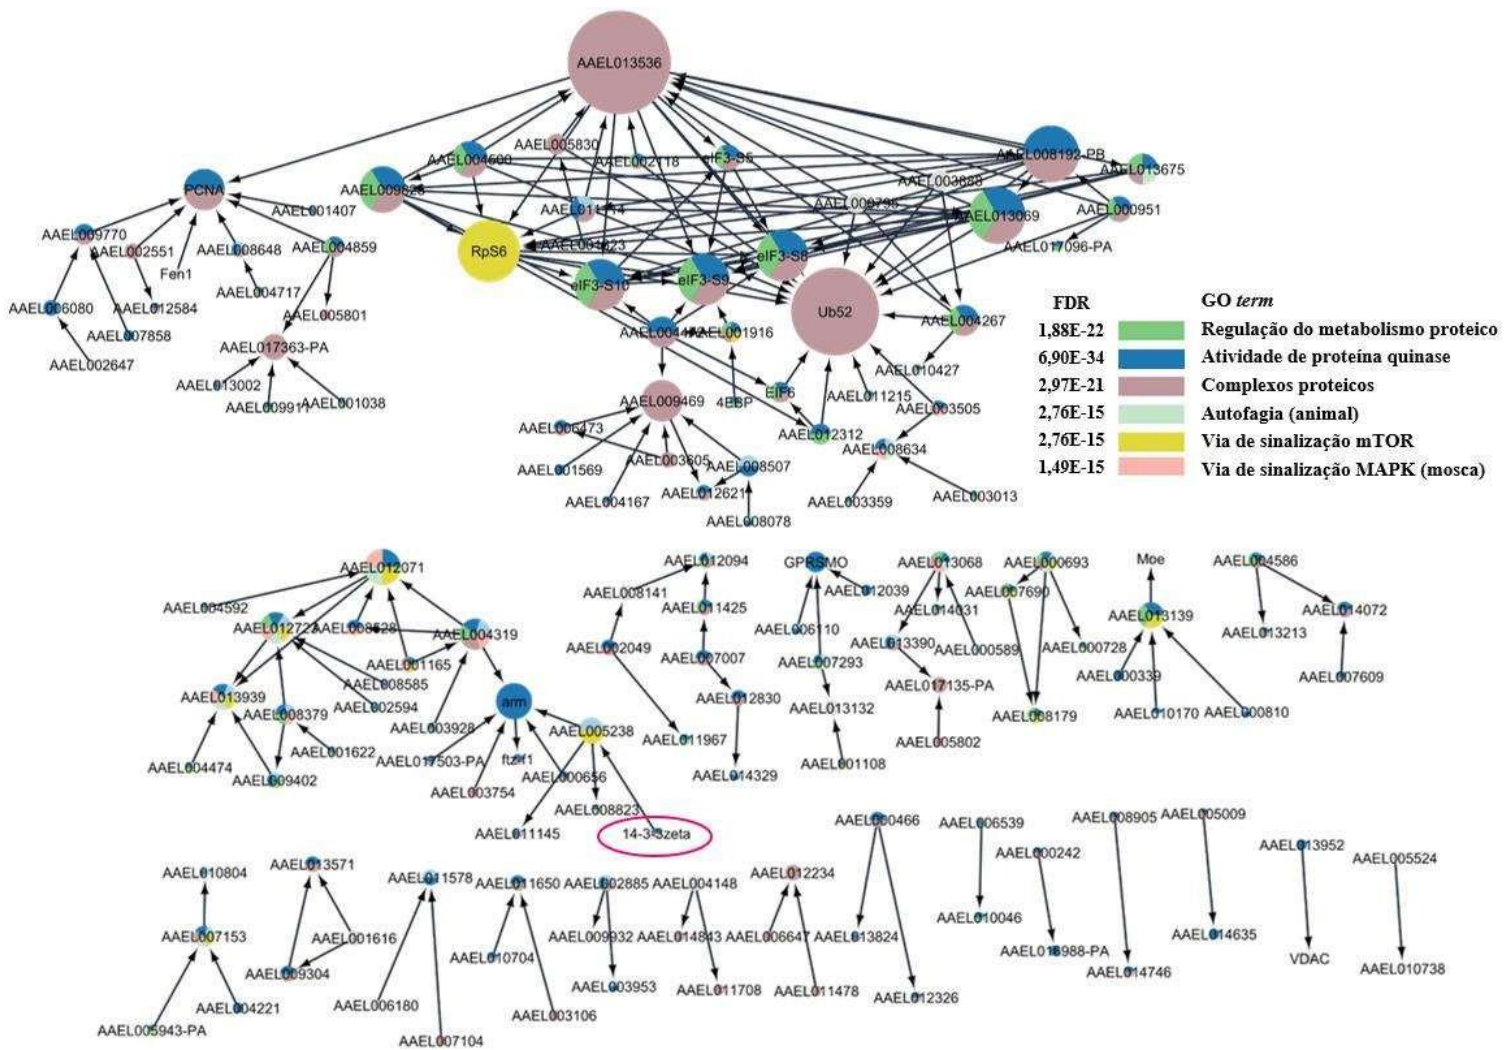 AAEL013536
AAEL005830
AAEL004500
AAEL002118
eIF3-S5
AAEL008192-PB
AAEL013675
AAEL003888
PCNA
AAEL009828
AAEL001407
AAEL013069
AAEL000951
AAEL017096-PA
AAEL009770
AAEL002551
AAEL008648
AAEL004859
RpS6
eIF3-S8
Fen1
eIF3-S10
eIF3-S9
AAEL004717
AAEL006080
AAEL012584
AAEL005801
Ub52
AAEL004267
AAEL007858
AAEL001916
AAEL017363-PA
AAEL002647
AAEL010427
AAEL013002
AAEL009911
AAEL001038
AAEL009469
4EBP
EIF6
AAEL011215
AAEL003505
AAEL006473
AAEL012312
AAEL008634
AAEL001569
AAEL003605
AAEL008507
AAEL004167
AAEL012621
AAEL003359
AAEL003013
AAEL008078
FDR GO term
1,88E-22 Regulação do metabolismo proteico
6,90E-34 Atividade de proteína quinase
2,97E-21 Complexos proteicos
2,76E-15 Autofagia (animal)
2,76E-15 Via de sinalização mTOR
1,49E-15 Via de sinalização MAPK (mosca)
AAEL012071
AAEL004592
AAEL012723
AAEL008528
AAEL004319
AAEL001165
AAEL008585
AAEL013939
AAEL002594
AAEL008379
AAEL003928
arm
AAEL005238
AAEL001622
AAEL017503-PA
ftz-f1
AAEL004474
AAEL009402
AAEL000656
AAEL003754
AAEL008823
AAEL011145
14-3-3zeta
AAEL012094
AAEL008141
AAEL011425
AAEL002049
AAEL007007
AAEL012830
AAEL011967
AAEL014329
GPRSMO
AAEL012039
AAEL006110
AAEL007293
AAEL013132
AAEL001108
AAEL013068
AAEL014031
AAEL013390
AAEL000589
AAEL017135-PA
AAEL005802
AAEL000693
AAEL007690
AAEL000728
AAEL008179
Moe
AAEL013139
AAEL000339
AAEL010170
AAEL000810
AAEL004586
AAEL014072
AAEL013213
AAEL007609
AAEL010804
AAEL007153
AAEL004221
AAEL005943-PA
AAEL013571
AAEL001616
AAEL009304
AAEL011578
AAEL006180
AAEL007104
AAEL011650
AAEL010704
AAEL003106
AAEL002885
AAEL009932
AAEL003953
AAEL004148
AAEL014843
AAEL011708
AAEL012234
AAEL006647
AAEL011478
AAEL000466
AAEL013824
AAEL012326
AAEL006539
AAEL010046
AAEL000242
AAEL016988-PA
AAEL008905
AAEL014746
AAEL005009
AAEL014635
AAEL013952
VDAC
AAEL005524
AAEL010738